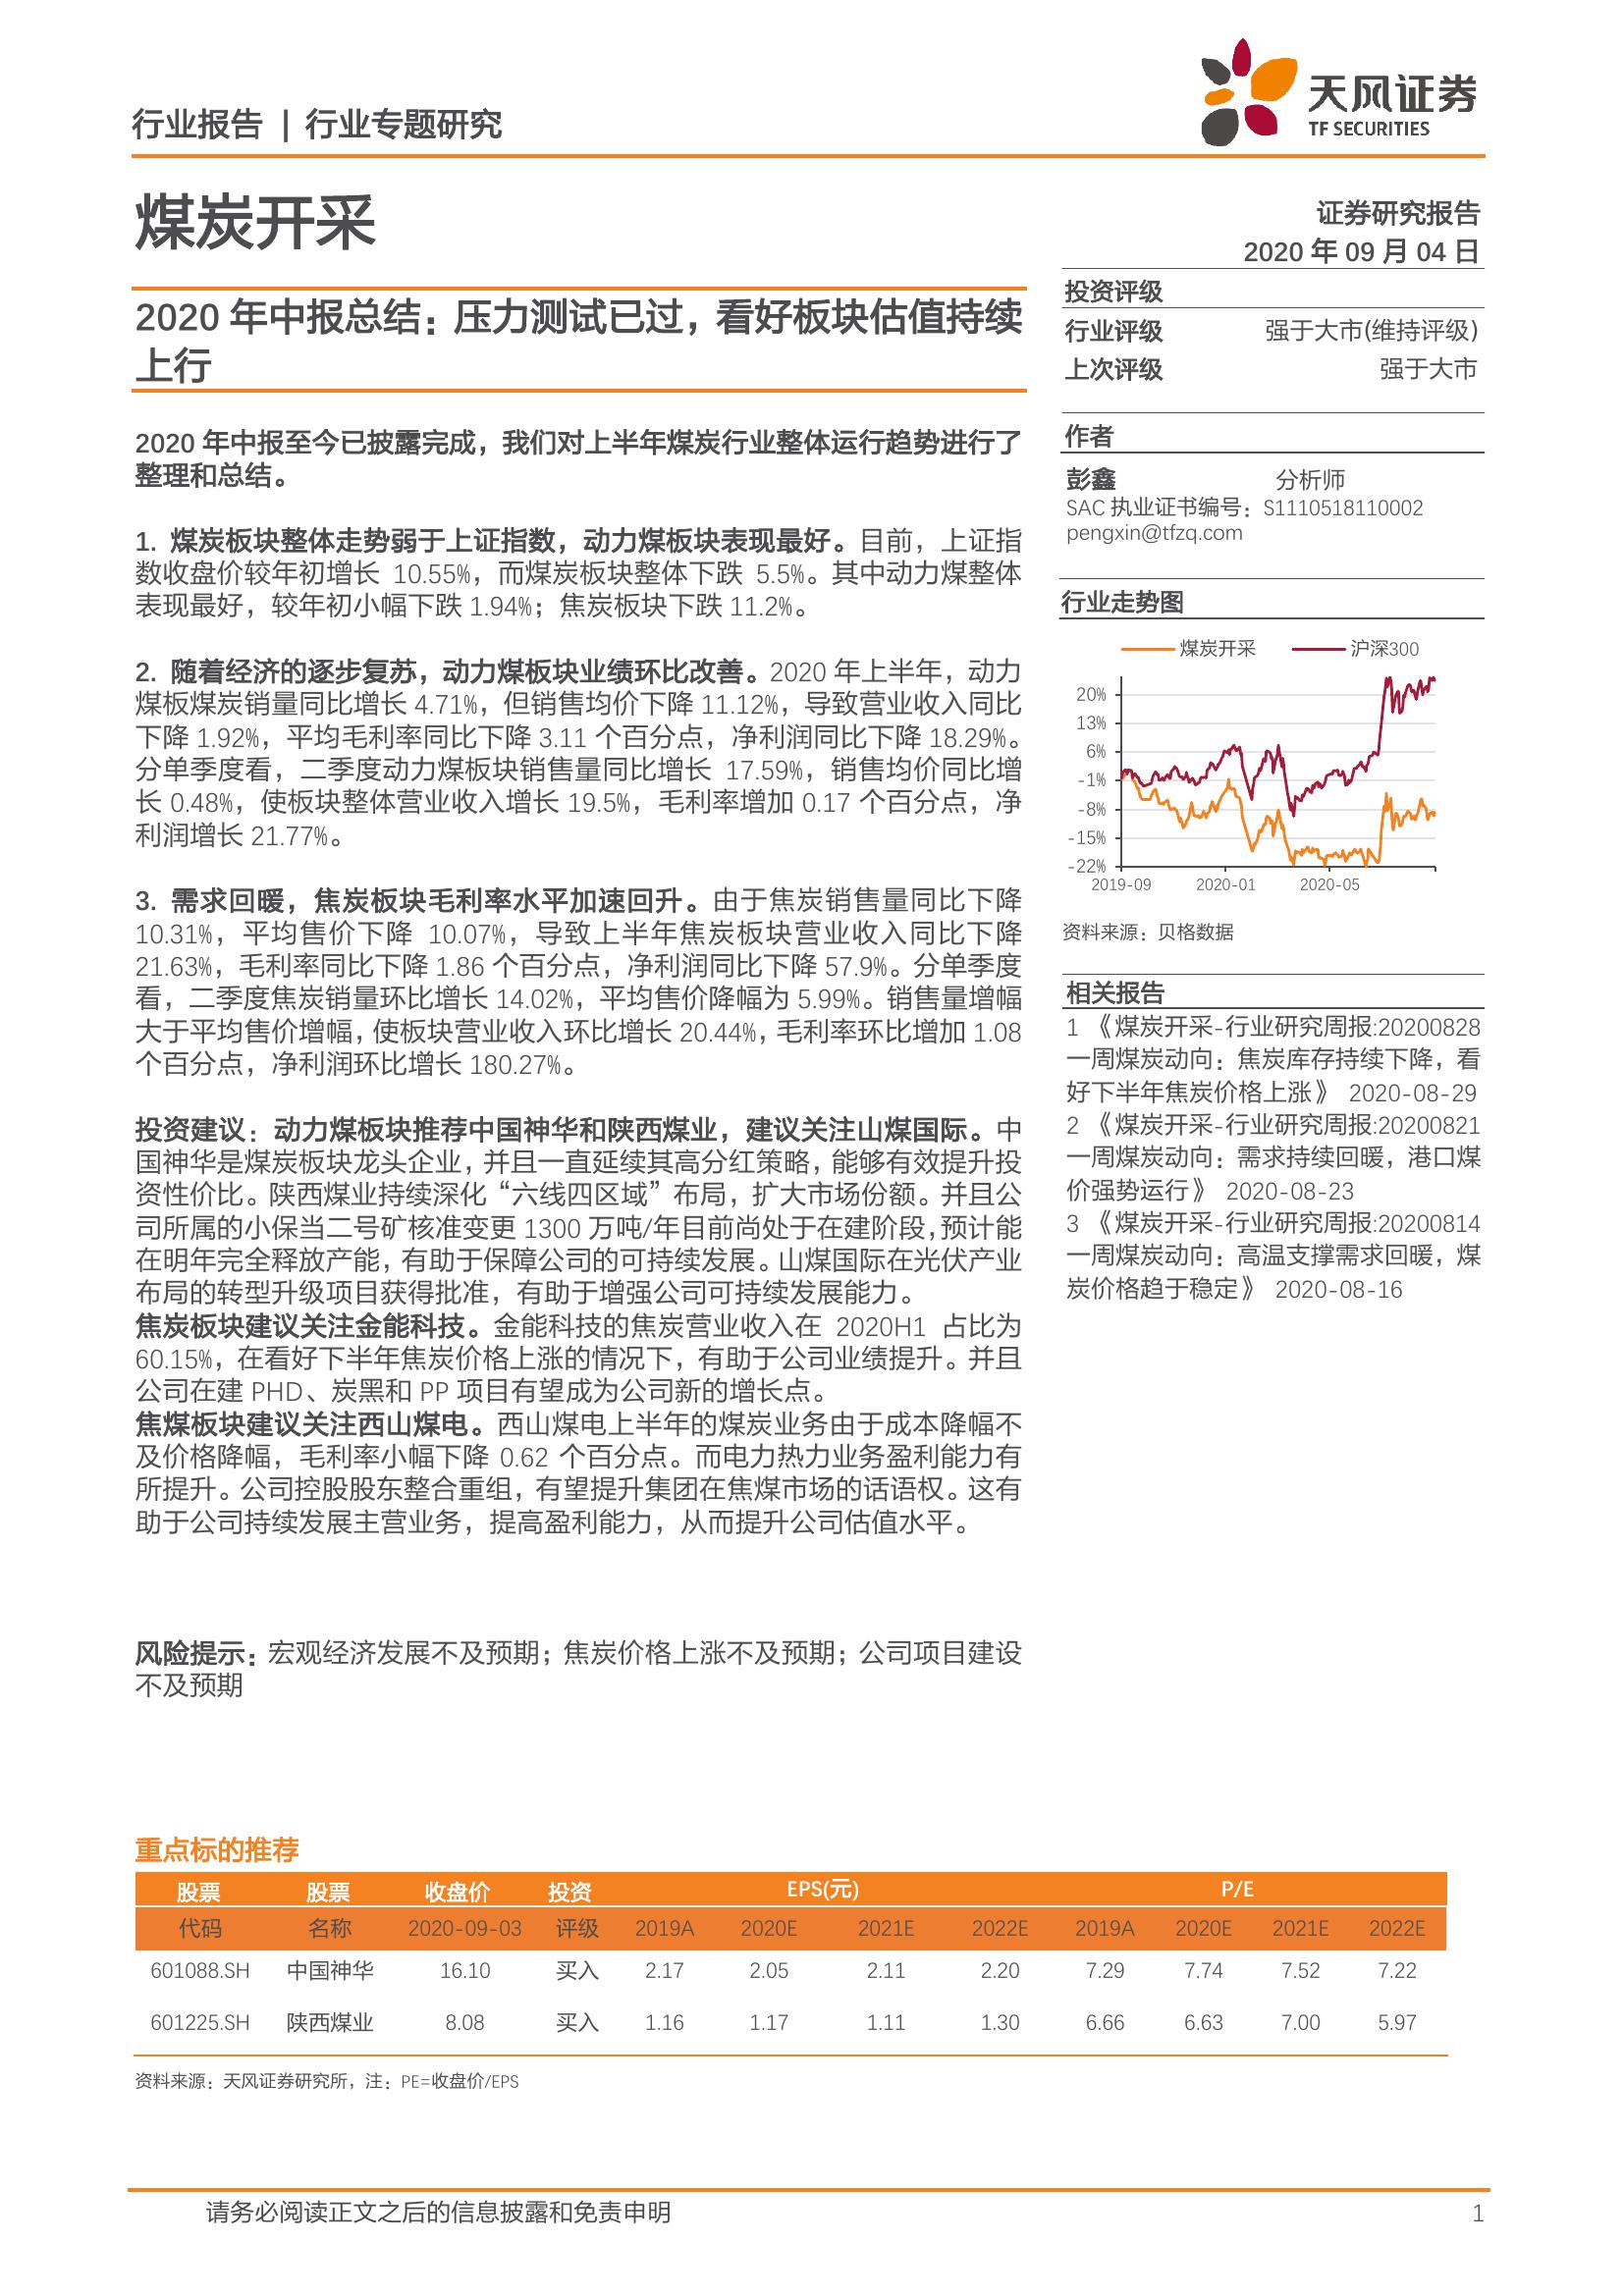 行业报告 | 行业专题研究
天风证券
TF SECURITIES
煤炭开采
证券研究报告
2020 年 09 月 04 日
2020 年中报总结：压力测试已过，看好板块估值持续
上行
2020 年中报至今已披露完成，我们对上半年煤炭行业整体运行趋势进行了
整理和总结。
1. 煤炭板块整体走势弱于上证指数，动力煤板块表现最好。目前，上证指
数收盘价较年初增长 10.55%，而煤炭板块整体下跌 5.5%。其中动力煤整体
表现最好，较年初小幅下跌 1.94%；焦炭板块下跌 11.2%。
2. 随着经济的逐步复苏，动力煤板块业绩环比改善。2020 年上半年，动力
煤板煤炭销量同比增长 4.71%，但销售均价下降 11.12%，导致营业收入同比
下降 1.92%，平均毛利率同比下降 3.11 个百分点，净利润同比下降 18.29%。
分单季度看，二季度动力煤板块销售量同比增长 17.59%，销售均价同比增
长 0.48%，使板块整体营业收入增长 19.5%，毛利率增加 0.17 个百分点，净
利润增长 21.77%。
3. 需求回暖，焦炭板块毛利率水平加速回升。由于焦炭销售量同比下降
10.31%，平均售价下降 10.07%，导致上半年焦炭板块营业收入同比下降
21.63%，毛利率同比下降 1.86 个百分点，净利润同比下降 57.9%。分单季度
看，二季度焦炭销量环比增长 14.02%，平均售价降幅为 5.99%。销售量增幅
大于平均售价增幅，使板块营业收入环比增长 20.44%，毛利率环比增加 1.08
个百分点，净利润环比增长 180.27%。
投资建议：动力煤板块推荐中国神华和陕西煤业，建议关注山煤国际。中
国神华是煤炭板块龙头企业，并且一直延续其高分红策略，能够有效提升投
资性价比。陕西煤业持续深化“六线四区域”布局，扩大市场份额。并且公
司所属的小保当二号矿核准变更 1300 万吨/年目前尚处于在建阶段，预计能
在明年完全释放产能，有助于保障公司的可持续发展。山煤国际在光伏产业
布局的转型升级项目获得批准，有助于增强公司可持续发展能力。
焦炭板块建议关注金能科技。金能科技的焦炭营业收入在 2020H1 占比为
60.15%，在看好下半年焦炭价格上涨的情况下，有助于公司业绩提升。并且
公司在建 PHD、炭黑和 PP 项目有望成为公司新的增长点。
焦煤板块建议关注西山煤电。西山煤电上半年的煤炭业务由于成本降幅不
及价格降幅，毛利率小幅下降 0.62 个百分点。而电力热力业务盈利能力有
所提升。公司控股股东整合重组，有望提升集团在焦煤市场的话语权。这有
助于公司持续发展主营业务，提高盈利能力，从而提升公司估值水平。
风险提示：宏观经济发展不及预期；焦炭价格上涨不及预期；公司项目建设
不及预期
投资评级
行业评级 强于大市(维持评级)
上次评级 强于大市
作者
彭鑫 分析师
SAC 执业证书编号：S1110518110002
pengxin@tfzq.com
行业走势图
煤炭开采 沪深300
20%
13%
6%
-1%
-8%
-15%
-22%
2019-09 2020-01 2020-05
资料来源：贝格数据
相关报告
1 《煤炭开采-行业研究周报:20200828
一周煤炭动向：焦炭库存持续下降，看
好下半年焦炭价格上涨》 2020-08-29
2 《煤炭开采-行业研究周报:20200821
一周煤炭动向：需求持续回暖，港口煤
价强势运行》 2020-08-23
3 《煤炭开采-行业研究周报:20200814
一周煤炭动向：高温支撑需求回暖，煤
炭价格趋于稳定》 2020-08-16
重点标的推荐
股票 股票 收盘价 投资 EPS(元) P/E
代码 名称 2020-09-03 评级 2019A 2020E 2021E 2022E 2019A 2020E 2021E 2022E
601088.SH 中国神华 16.10 买入 2.17 2.05 2.11 2.20 7.29 7.74 7.52 7.22
601225.SH 陕西煤业 8.08 买入 1.16 1.17 1.11 1.30 6.66 6.63 7.00 5.97
资料来源：天风证券研究所，注：PE=收盘价/EPS
请务必阅读正文之后的信息披露和免责申明 1